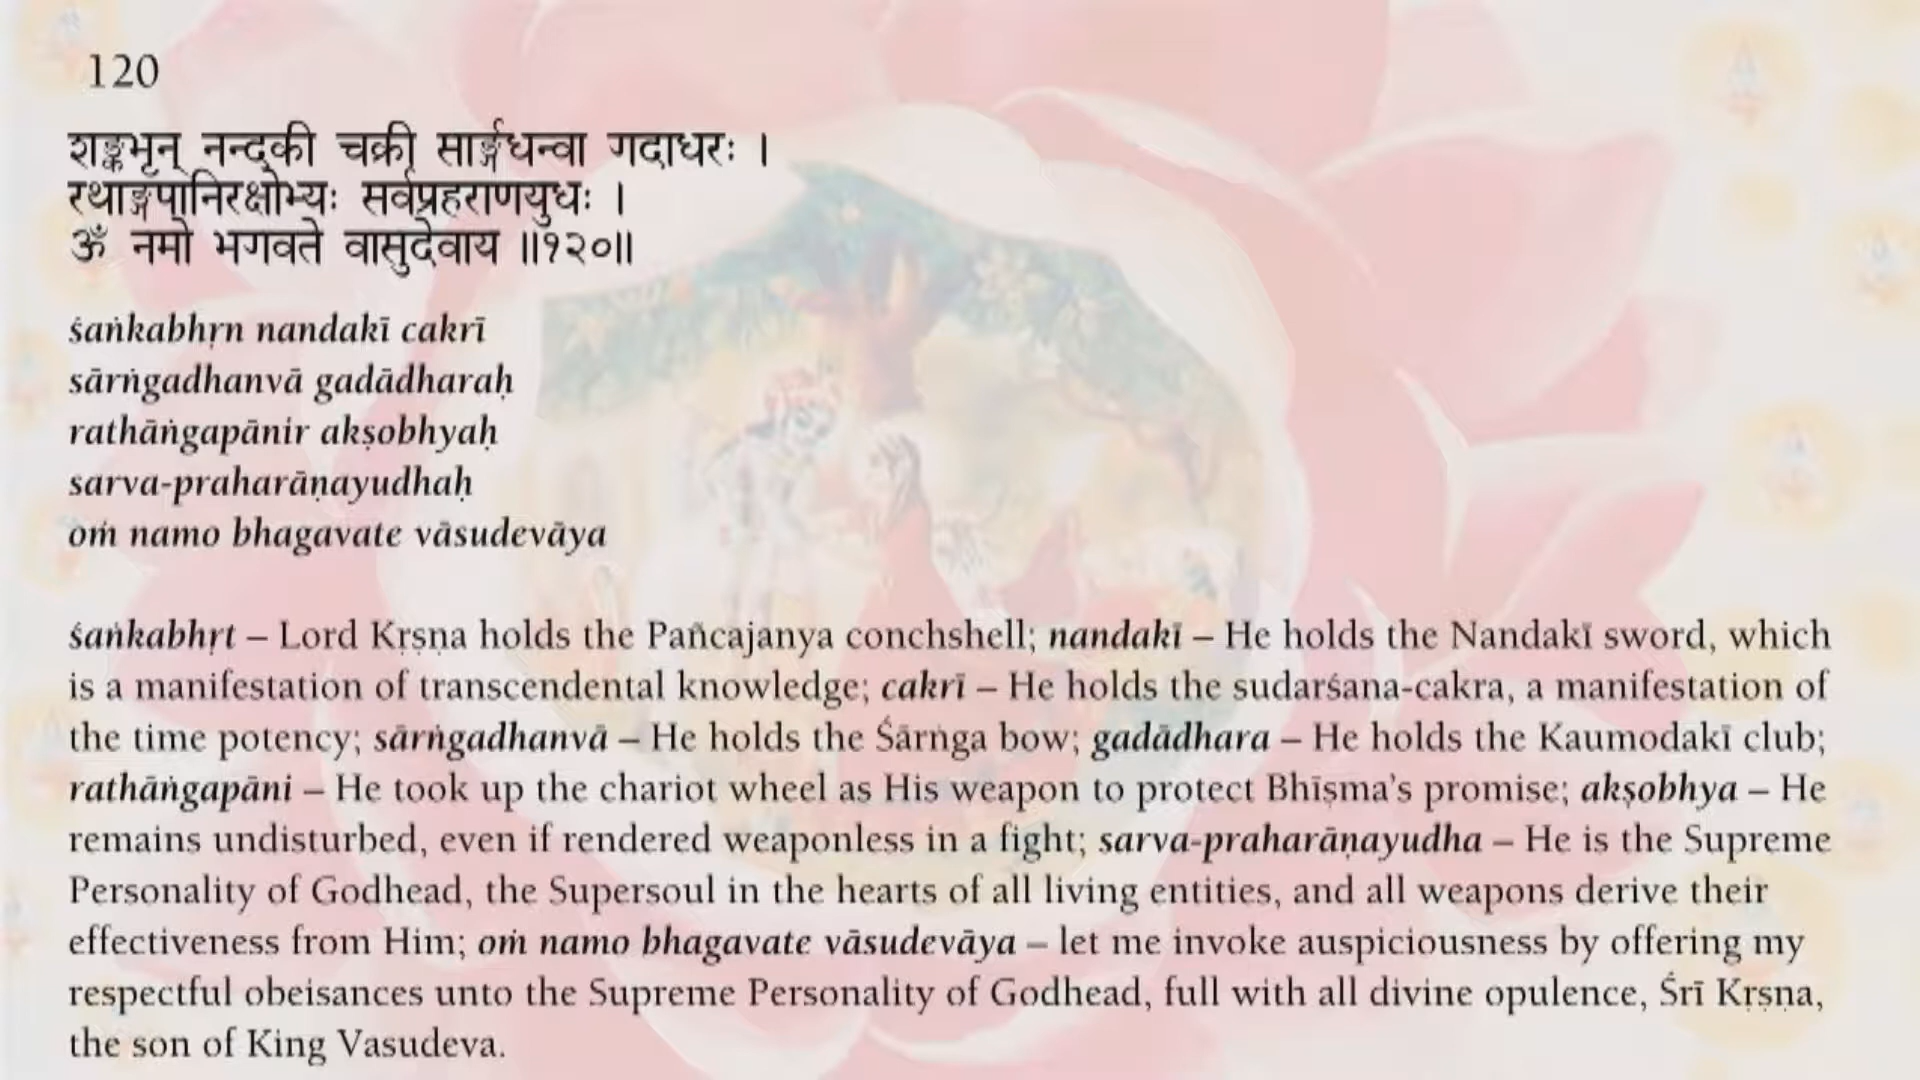 120
शङ्कभृन् नन्दकी चक्री सार्ङ्गधन्वा गदाधरः ।
रथाङ्गपानिरक्षोभ्यः सर्वप्रहराणयुधः ।
ॐ नमो भगवते वासुदेवाय ॥१२०॥
śaṅkabhṛn nandakī cakrī
sārṅgadhanvā gadādharaḥ
rathāṅgapānir akṣobhyaḥ
sarva-praharāṇayudhaḥ
oṁ namo bhagavate vāsudevāya
śaṅkabhṛt – Lord Kṛṣṇa holds the Pañcajanya conchshell; nandakī – He holds the Nandakī sword, which
is a manifestation of transcendental knowledge; cakrī – He holds the sudarśana-cakra, a manifestation of
the time potency; sārṅgadhanvā – He holds the Śārṅga bow; gadādhara – He holds the Kaumodakī club;
rathāṅgapāni – He took up the chariot wheel as His weapon to protect Bhīṣma's promise; akṣobhya – He
remains undisturbed, even if rendered weaponless in a fight; sarva-praharāṇayudha – He is the Supreme
Personality of Godhead, the Supersoul in the hearts of all living entities, and all weapons derive their
effectiveness from Him; oṁ namo bhagavate vāsudevāya – let me invoke auspiciousness by offering my
respectful obeisances unto the Supreme Personality of Godhead, full with all divine opulence, Śrī Kṛṣṇa,
the son of King Vasudeva.